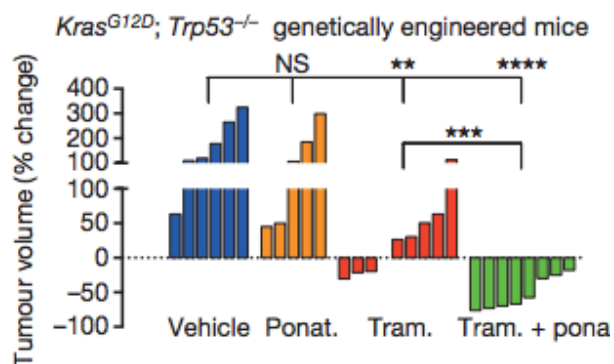 Kras^G12D; Trp53^–/– genetically engineered mice
NS ** ****
***
Tumour volume (% change)
400
300
200
100
100
50
0
−50
−100
Vehicle Ponat. Tram. Tram. + pona